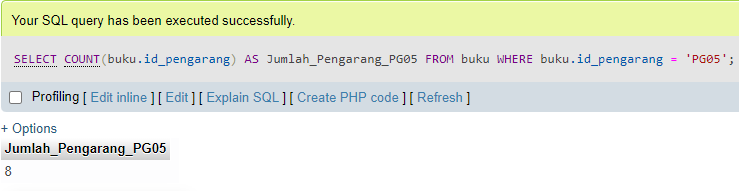 Your SQL query has been executed successfully.
SELECT COUNT(buku.id_pengarang) AS Jumlah_Pengarang_PG05 FROM buku WHERE buku.id_pengarang = 'PG05';
Profiling [ Edit inline ] [ Edit ] [ Explain SQL ] [ Create PHP code ] [ Refresh ]
+ Options
Jumlah_Pengarang_PG05
8